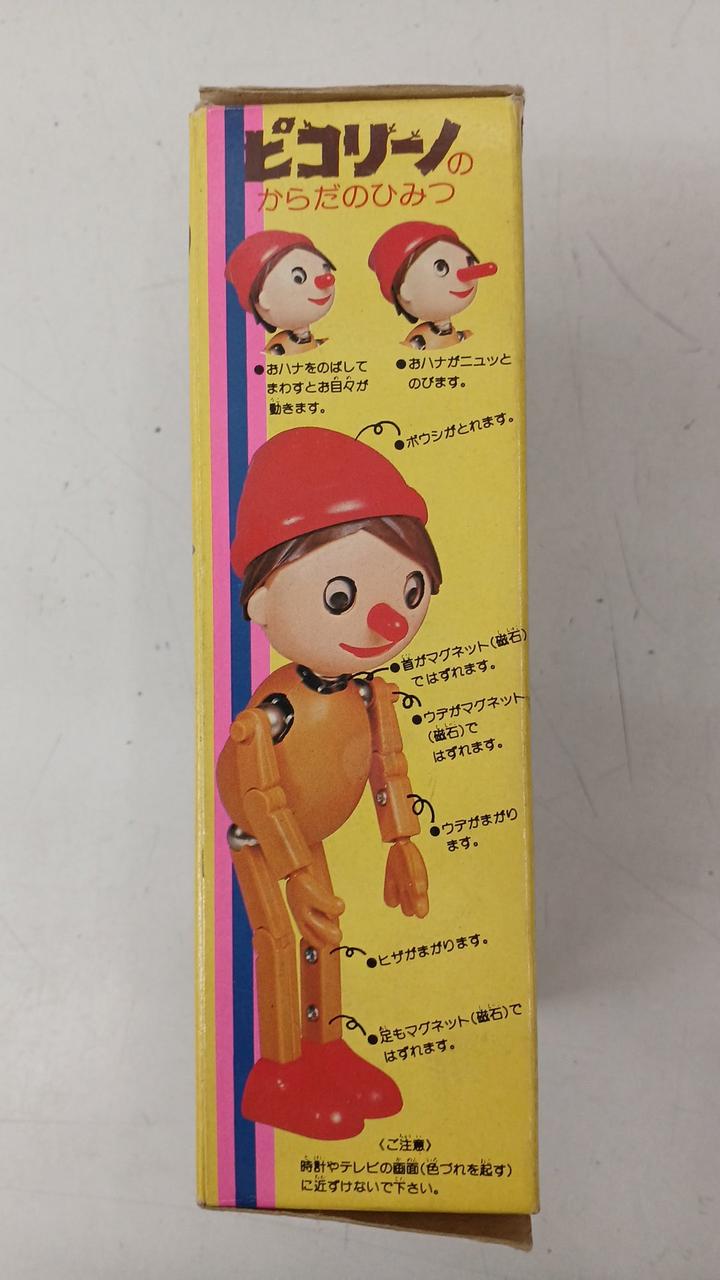 ピコリーノの
からだのひみつ
●おハナをのばして
まわすとお目々が
動きます。
●おハナがニュッと
のびます。
●ボウシがとれます。
●首がマグネット(磁石)
ではずれます。
●ウデがマグネット
(磁石)で
はずれます。
●ウデがまがり
ます。
●ヒザがまがります。
●足もマグネット(磁石)で
はずれます。
〈ご注意〉
時計やテレビの画面(色づれを起す)
に近ずけないで下さい。